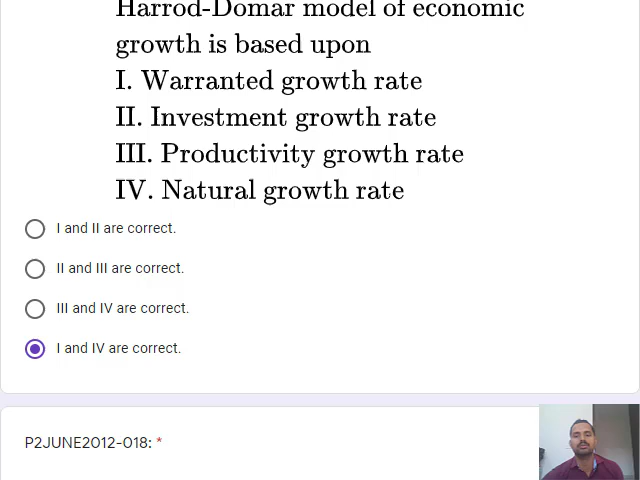 Harrod-Domar model of economic
growth is based upon
I. Warranted growth rate
II. Investment growth rate
III. Productivity growth rate
IV. Natural growth rate
I and II are correct.
II and III are correct.
III and IV are correct.
I and IV are correct.
P2JUNE2012-018: *